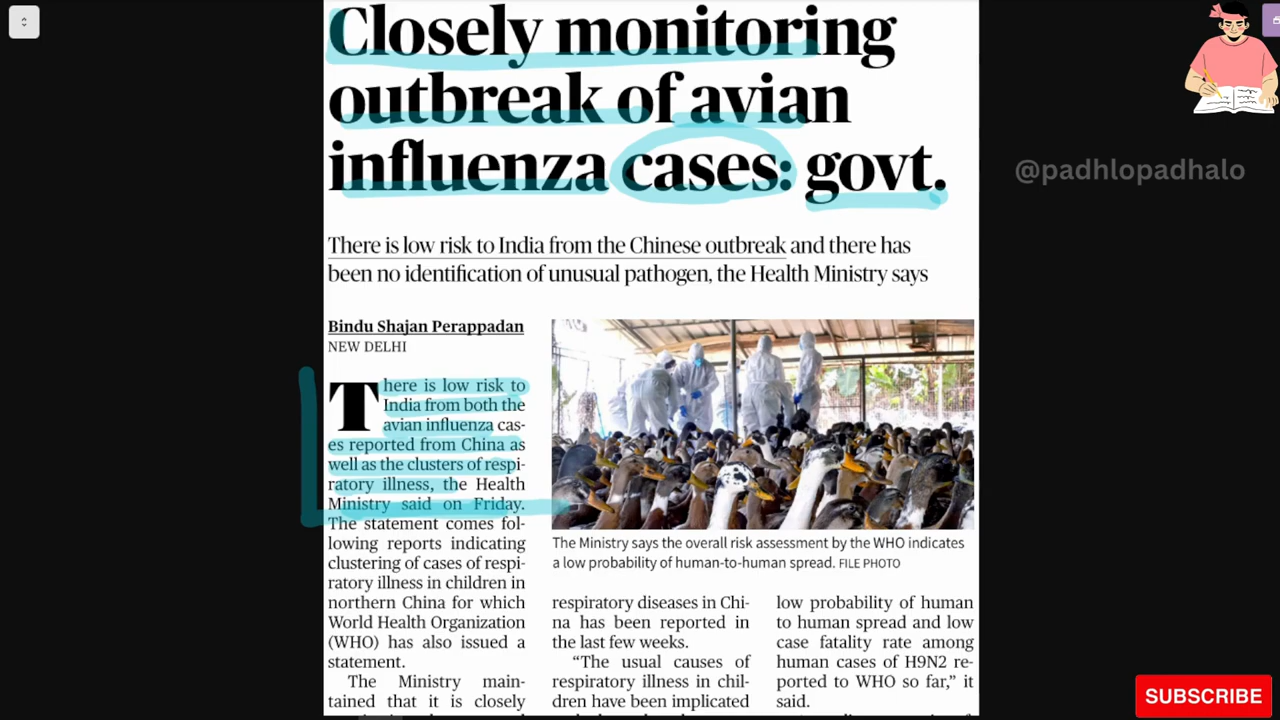 Closely monitoring
outbreak of avian
influenza cases: govt.
There is low risk to India from the Chinese outbreak and there has
been no identification of unusual pathogen, the Health Ministry says
Bindu Shajan Perappadan
NEW DELHI
There is low risk to
India from both the
avian influenza cas-
es reported from China as
well as the clusters of respi-
ratory illness, the Health
Ministry said on Friday.
The statement comes fol-
lowing reports indicating
clustering of cases of respi-
ratory illness in children in
northern China for which
World Health Organization
(WHO) has also issued a
statement.
The Ministry main-
tained that it is closely
The Ministry says the overall risk assessment by the WHO indicates
a low probability of human-to-human spread. FILE PHOTO
respiratory diseases in Chi-
na has been reported in
the last few weeks.
“The usual causes of
respiratory illness in chil-
dren have been implicated
low probability of human
to human spread and low
case fatality rate among
human cases of H9N2 re-
ported to WHO so far,” it
said.
@padhlopadhalo
SUBSCRIBE